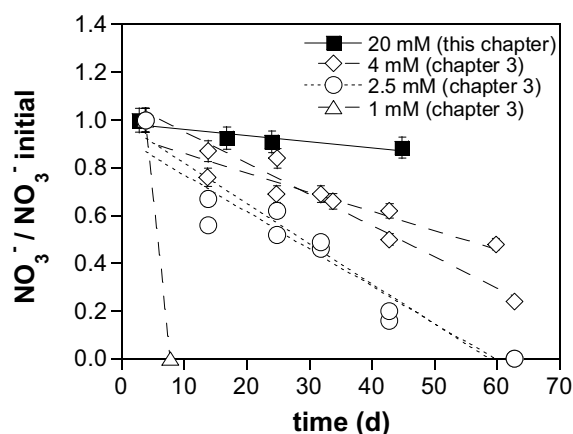 1.4
1.2
1.0
0.8
0.6
0.4
0.2
0.0
NO₃⁻ / NO₃⁻ initial
20 mM (this chapter)
4 mM (chapter 3)
2.5 mM (chapter 3)
1 mM (chapter 3)
0 10 20 30 40 50 60 70
time (d)